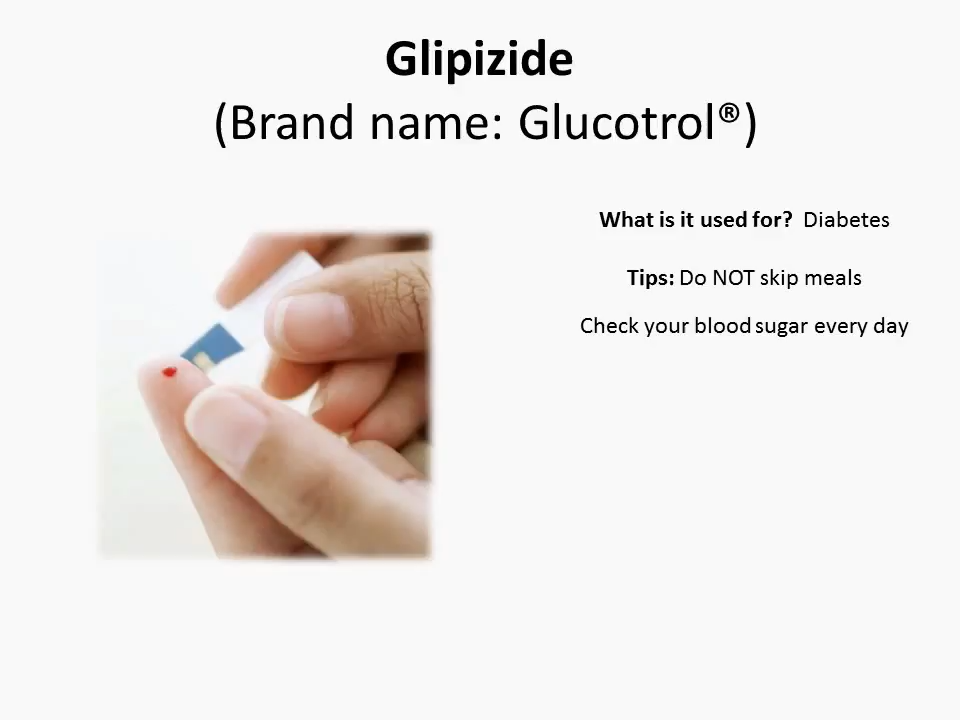 Glipizide
(Brand name: Glucotrol®)
What is it used for? Diabetes
Tips: Do NOT skip meals
Check your blood sugar every day